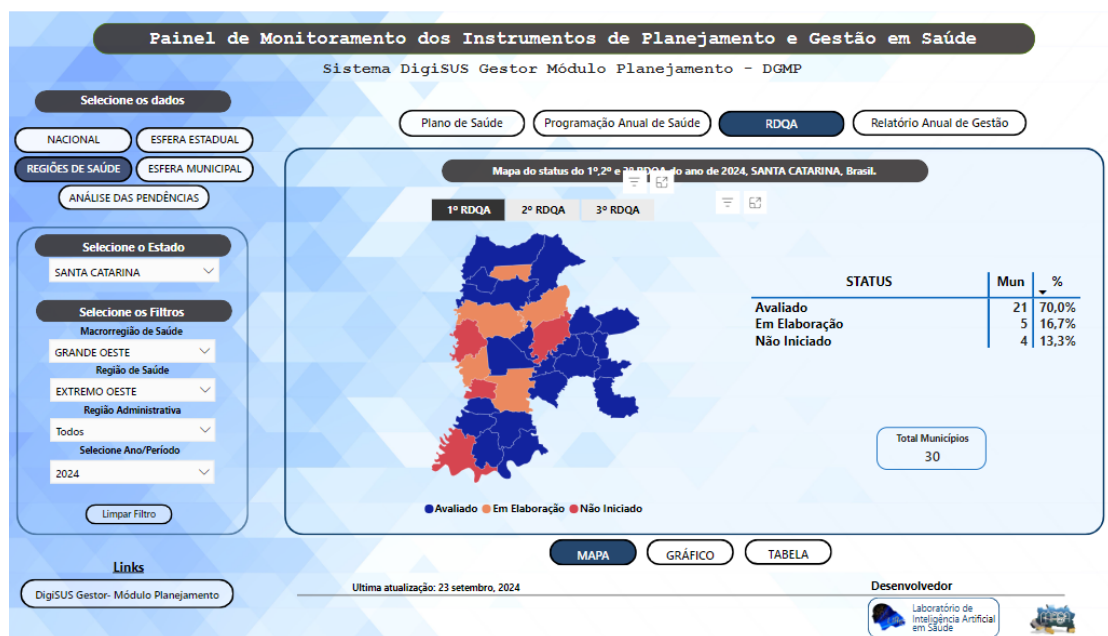 Painel de Monitoramento dos Instrumentos de Planejamento e Gestão em Saúde
Sistema DigiSUS Gestor Módulo Planejamento - DGMP
Selecione os dados
NACIONAL
ESFERA ESTADUAL
REGIÕES DE SAÚDE
ESFERA MUNICIPAL
ANÁLISE DAS PENDÊNCIAS
Selecione o Estado
SANTA CATARINA
Selecione os Filtros
Macrorregião de Saúde
GRANDE OESTE
Região de Saúde
EXTREMO OESTE
Região Administrativa
Todos
Selecione Ano/Período
2024
Limpar Filtro
Links
DigiSUS Gestor- Módulo Planejamento
Plano de Saúde
Programação Anual de Saúde
RDQA
Relatório Anual de Gestão
Mapa do status do 1º,2º e RDQA do ano de 2024, SANTA CATARINA, Brasil.
1º RDQA 2º RDQA 3º RDQA
STATUS Mun %
Avaliado 21 70,0%
Em Elaboração 5 16,7%
Não Iniciado 4 13,3%
Total Municípios
30
Avaliado Em Elaboração Não Iniciado
MAPA
GRÁFICO
TABELA
Ultima atualização: 23 setembro, 2024
Desenvolvedor
Laboratório de
Inteligência Artificial
em Saúde